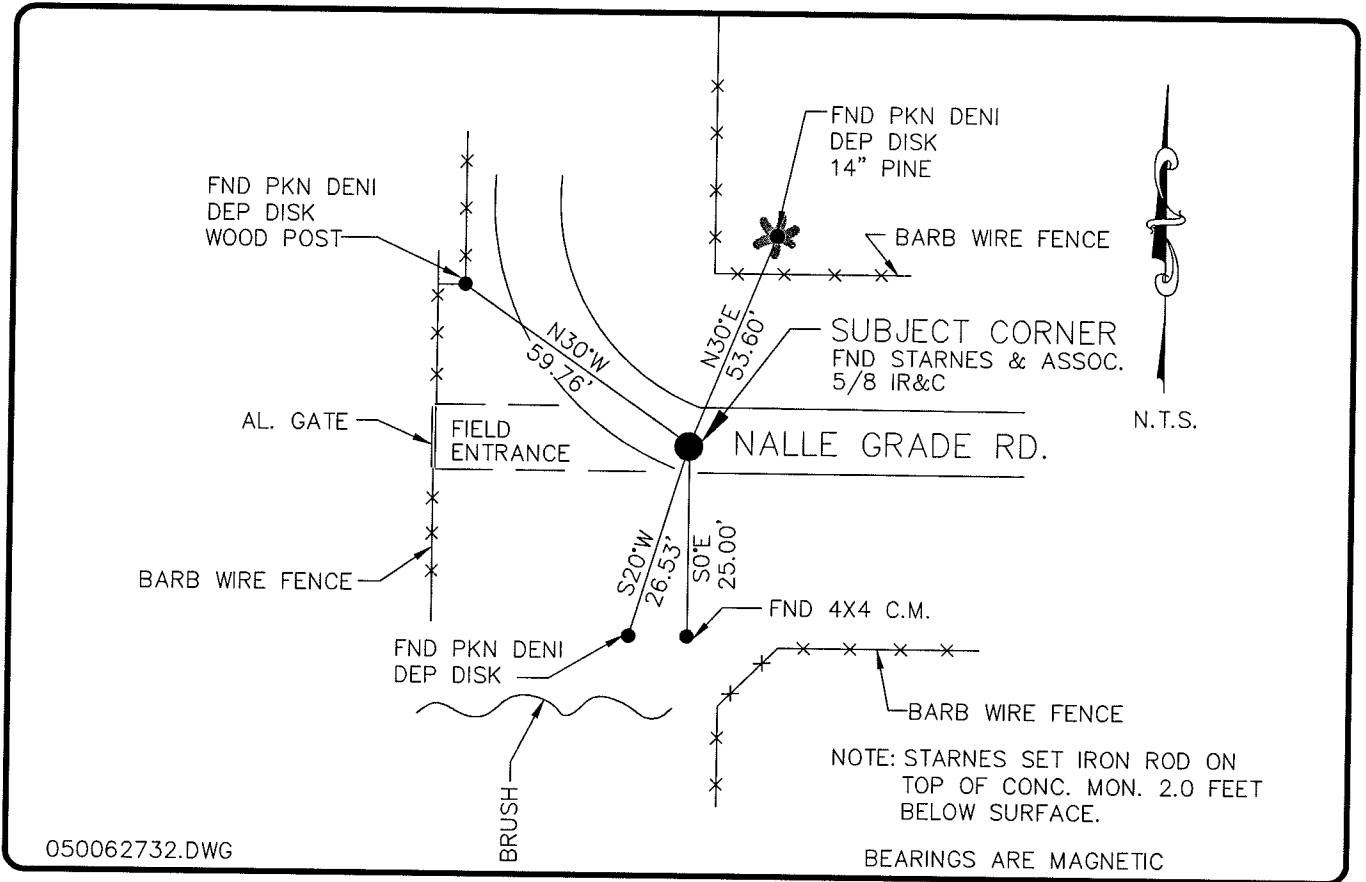 FND PKN DENI
DEP DISK
14" PINE
FND PKN DENI
DEP DISK
WOOD POST
BARB WIRE FENCE
N30°W
59.76'
N30°E
53.60'
SUBJECT CORNER
FND STARNES & ASSOC.
5/8 IR&C
N.T.S.
AL. GATE
FIELD
ENTRANCE
NALLE GRADE RD.
BARB WIRE FENCE
S20°W
26.53'
S0°E
25.00'
FND 4X4 C.M.
FND PKN DENI
DEP DISK
BARB WIRE FENCE
BRUSH
NOTE: STARNES SET IRON ROD ON
TOP OF CONC. MON. 2.0 FEET
BELOW SURFACE.
050062732.DWG
BEARINGS ARE MAGNETIC